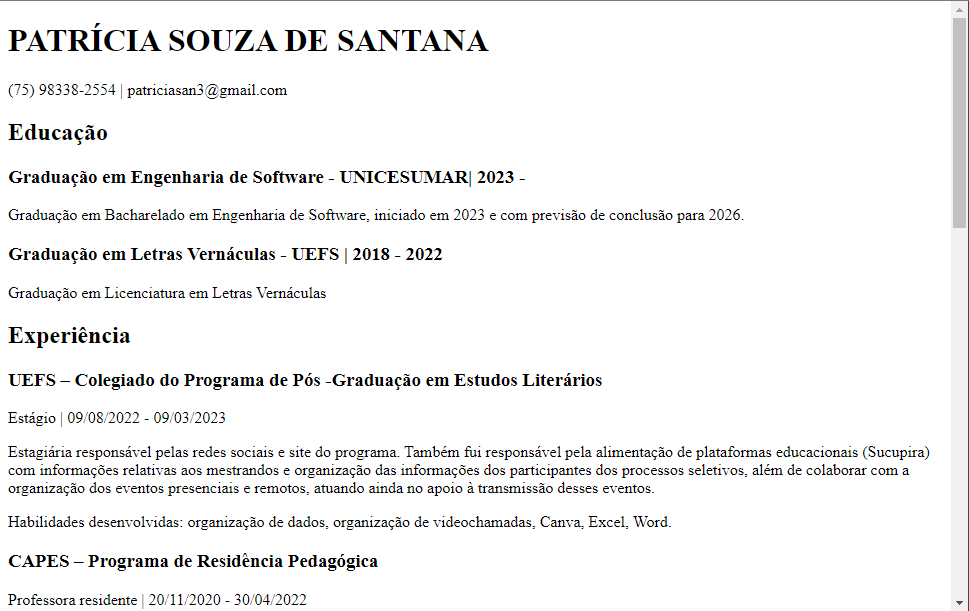 PATRÍCIA SOUZA DE SANTANA
(75) 98338-2554 | patriciasan3@gmail.com
Educação
Graduação em Engenharia de Software - UNICESUMAR| 2023 -
Graduação em Bacharelado em Engenharia de Software, iniciado em 2023 e com previsão de conclusão para 2026.
Graduação em Letras Vernáculas - UEFS | 2018 - 2022
Graduação em Licenciatura em Letras Vernáculas
Experiência
UEFS – Colegiado do Programa de Pós -Graduação em Estudos Literários
Estágio | 09/08/2022 - 09/03/2023
Estagiária responsável pelas redes sociais e site do programa. Também fui responsável pela alimentação de plataformas educacionais (Sucupira)
com informações relativas aos mestrandos e organização das informações dos participantes dos processos seletivos, além de colaborar com a
organização dos eventos presenciais e remotos, atuando ainda no apoio à transmissão desses eventos.
Habilidades desenvolvidas: organização de dados, organização de videochamadas, Canva, Excel, Word.
CAPES – Programa de Residência Pedagógica
Professora residente | 20/11/2020 - 30/04/2022